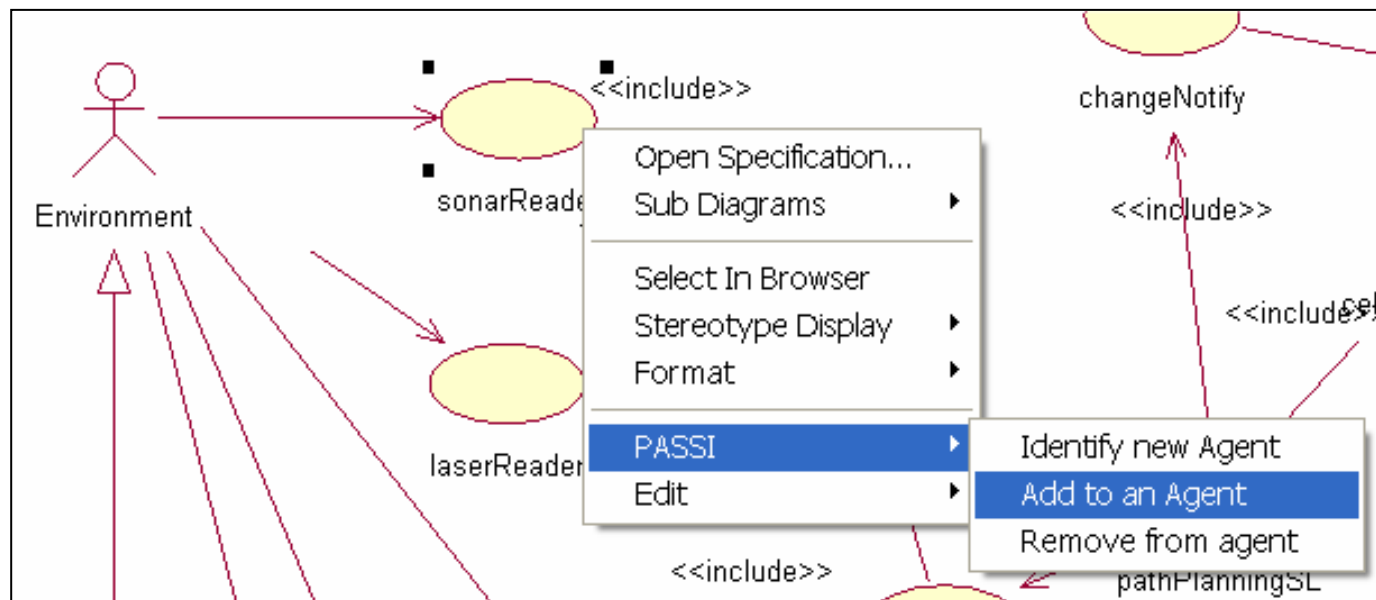 <<include>>
changeNotify
Environment
sonarReade
Open Specification...
Sub Diagrams
<<include>>
Select In Browser
Stereotype Display
<<include>>
Format
laserReader
PASSI
Edit
Identify new Agent
Add to an Agent
Remove from agent
<<include>>
pathPlanningSL